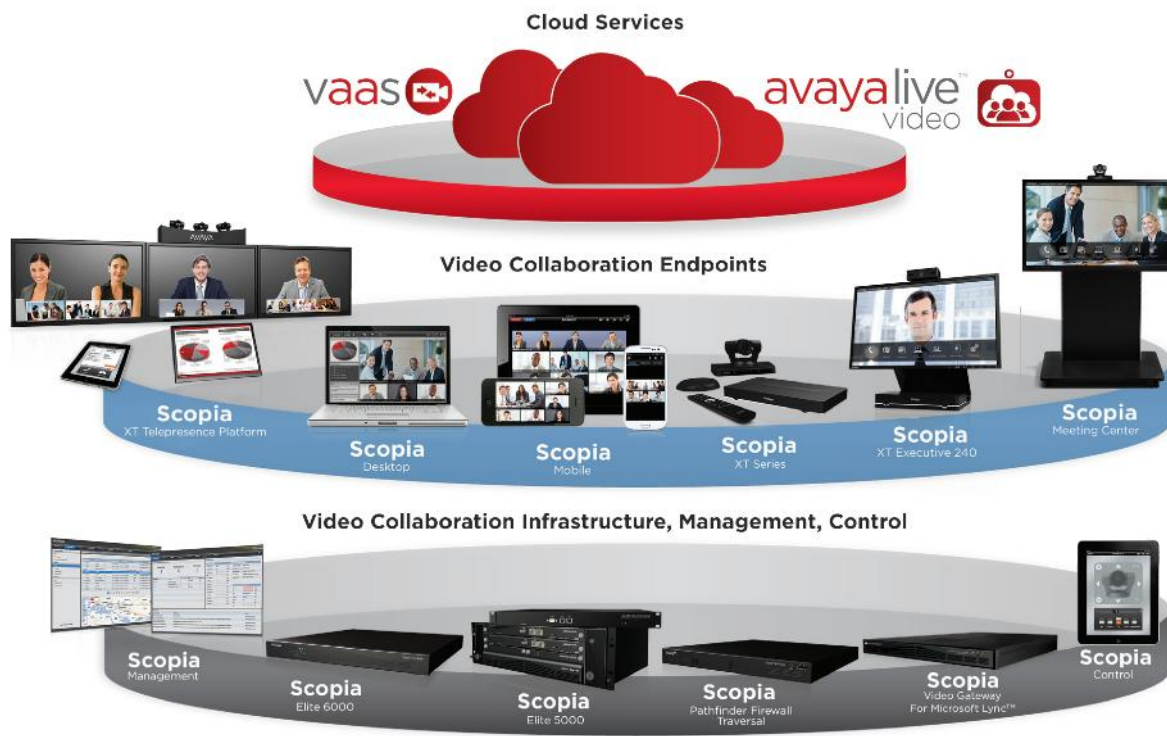 Cloud Services
vaas
avayalive™
video
AVAYA
Video Collaboration Endpoints
Scopia
XT Telepresence Platform
Scopia
Desktop
Scopia
Mobile
Scopia
XT Series
Scopia
XT Executive 240
Scopia
Meeting Center
Video Collaboration Infrastructure, Management, Control
Scopia
Management
Scopia
Elite 6000
Scopia
Elite 5000
Scopia
Pathfinder Firewall
Traversal
Scopia
Video Gateway
For Microsoft Lync™
Scopia
Control